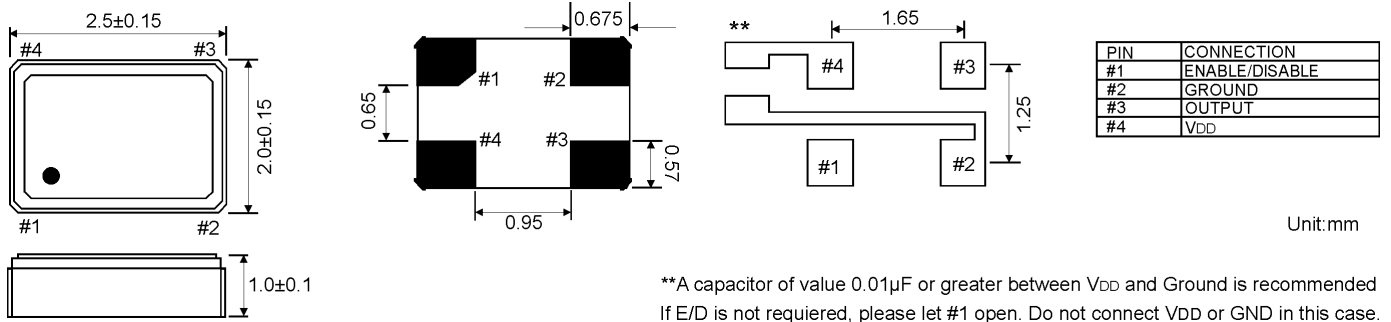 2.5±0.15
#4 #3
2.0±0.15
#1 #2
1.0±0.1
0.675
#1 #2
0.65
#4 #3
0.57
0.95
**
1.65
#4 #3
1.25
#1 #2
PIN CONNECTION
#1 ENABLE/DISABLE
#2 GROUND
#3 OUTPUT
#4 VDD
Unit:mm
**A capacitor of value 0.01µF or greater between VDD and Ground is recommended
If E/D is not requiered, please let #1 open. Do not connect VDD or GND in this case.